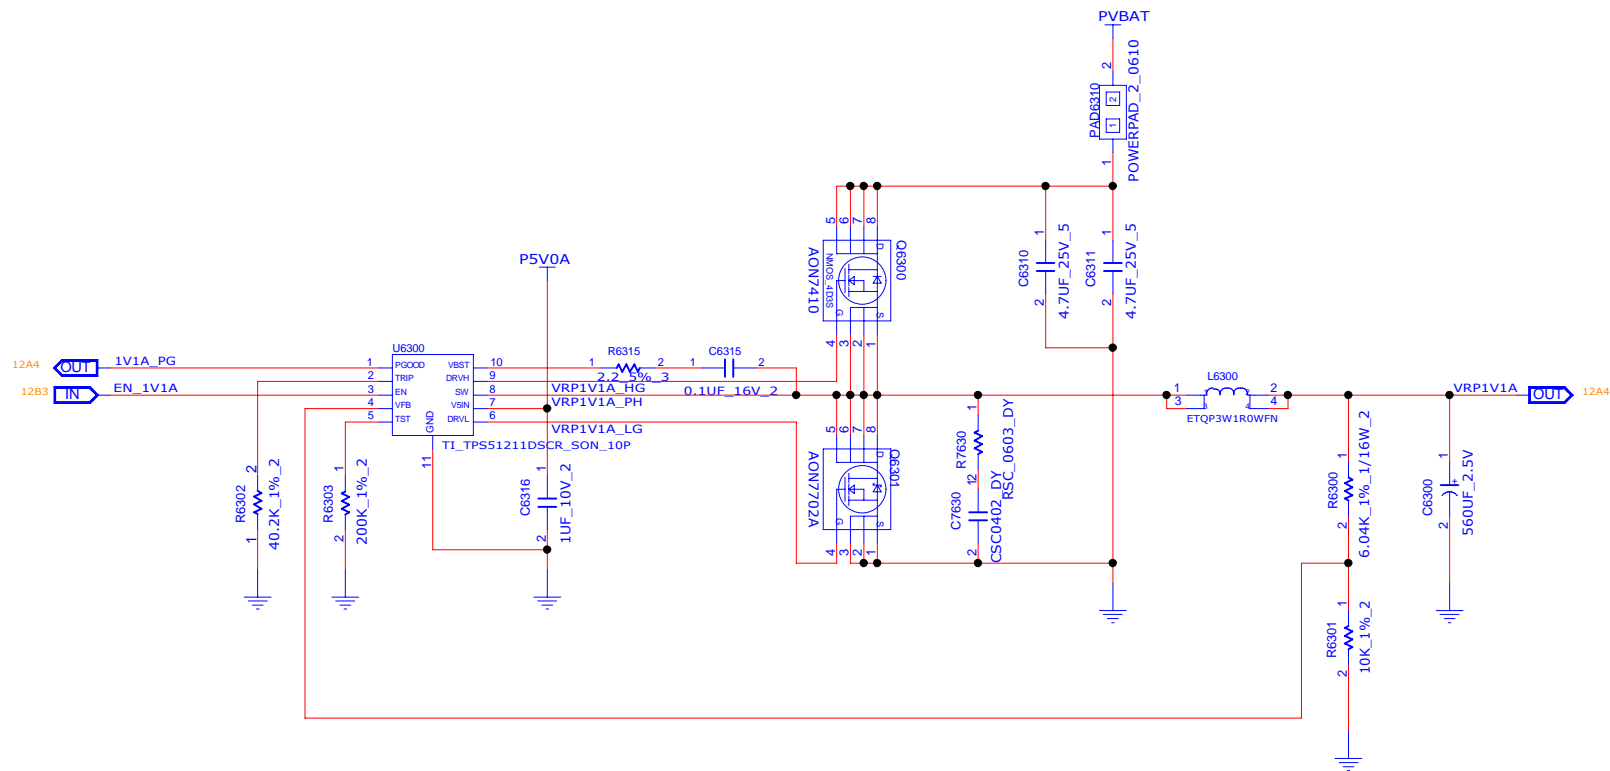 PVBAT
2
PAD6310
2
1
POWERPAD_2_0610
1
5
6
7
8
1
1
P5V0A
AON7410
NMOS_4D3S
D
G
S
Q6300
C6310
2
4.7UF_25V_5
C6311
2
4.7UF_25V_5
4
3
2
1
12A4
OUT
1V1A_PG
12B3
IN
EN_1V1A
U6300
1
2
3
4
5
PGOOD
TRIP
EN
VFB
TST
VBST
DRVH
SW
V5IN
DRVL
GND
10
9
8
7
6
11
TI_TPS51211DSCR_SON_10P
R6315
1
2
2.2_5%_3
C6315
1
2
0.1UF_16V_2
VRP1V1A_HG
VRP1V1A_PH
VRP1V1A_LG
L6300
1
2
3
4
3
4
ETQP3W1R0WFN
VRP1V1A
OUT
12A4
5
6
7
8
AON7702A
D
G
S
Q6301
4
3
2
1
R6302
2
1
40.2K_1%_2
R6303
1
2
200K_1%_2
C6316
1
2
1UF_10V_2
R7630
1
2
RSC_0603_DY
C7630
1
2
CSC0402_DY
R6300
1
2
6.04K_1%_1/16W_2
C6300
1
+
2
560UF_2.5V
R6301
1
2
10K_1%_2